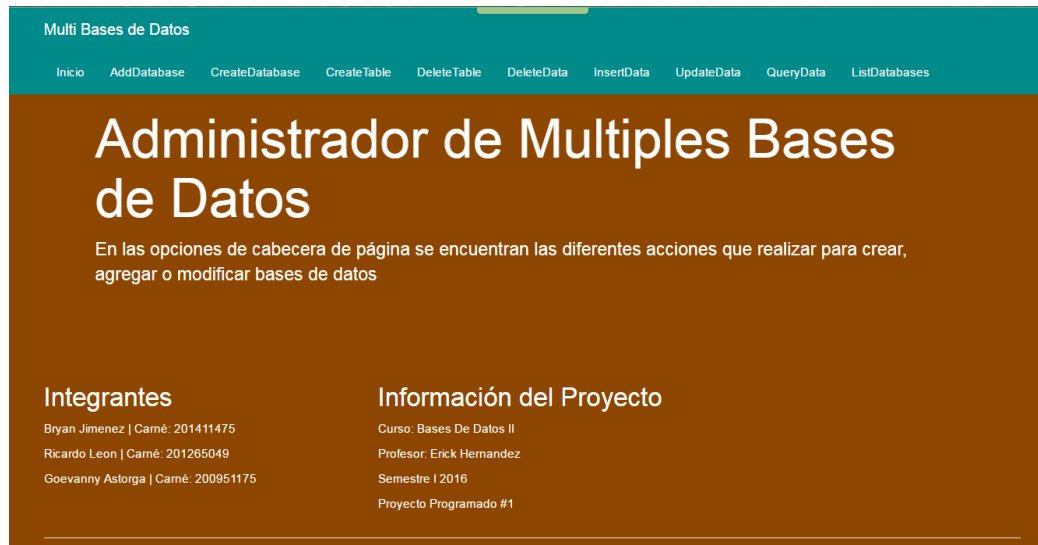 Multi Bases de Datos
Inicio AddDatabase CreateDatabase CreateTable DeleteTable DeleteData InsertData UpdateData QueryData ListDatabases
Administrador de Multiples Bases
de Datos
En las opciones de cabecera de página se encuentran las diferentes acciones que realizar para crear,
agregar o modificar bases de datos
Integrantes
Bryan Jimenez | Carné: 201411475
Ricardo Leon | Carné: 201265049
Goevanny Astorga | Carné: 200951175
Información del Proyecto
Curso: Bases De Datos II
Profesor: Erick Hernandez
Semestre I 2016
Proyecto Programado #1